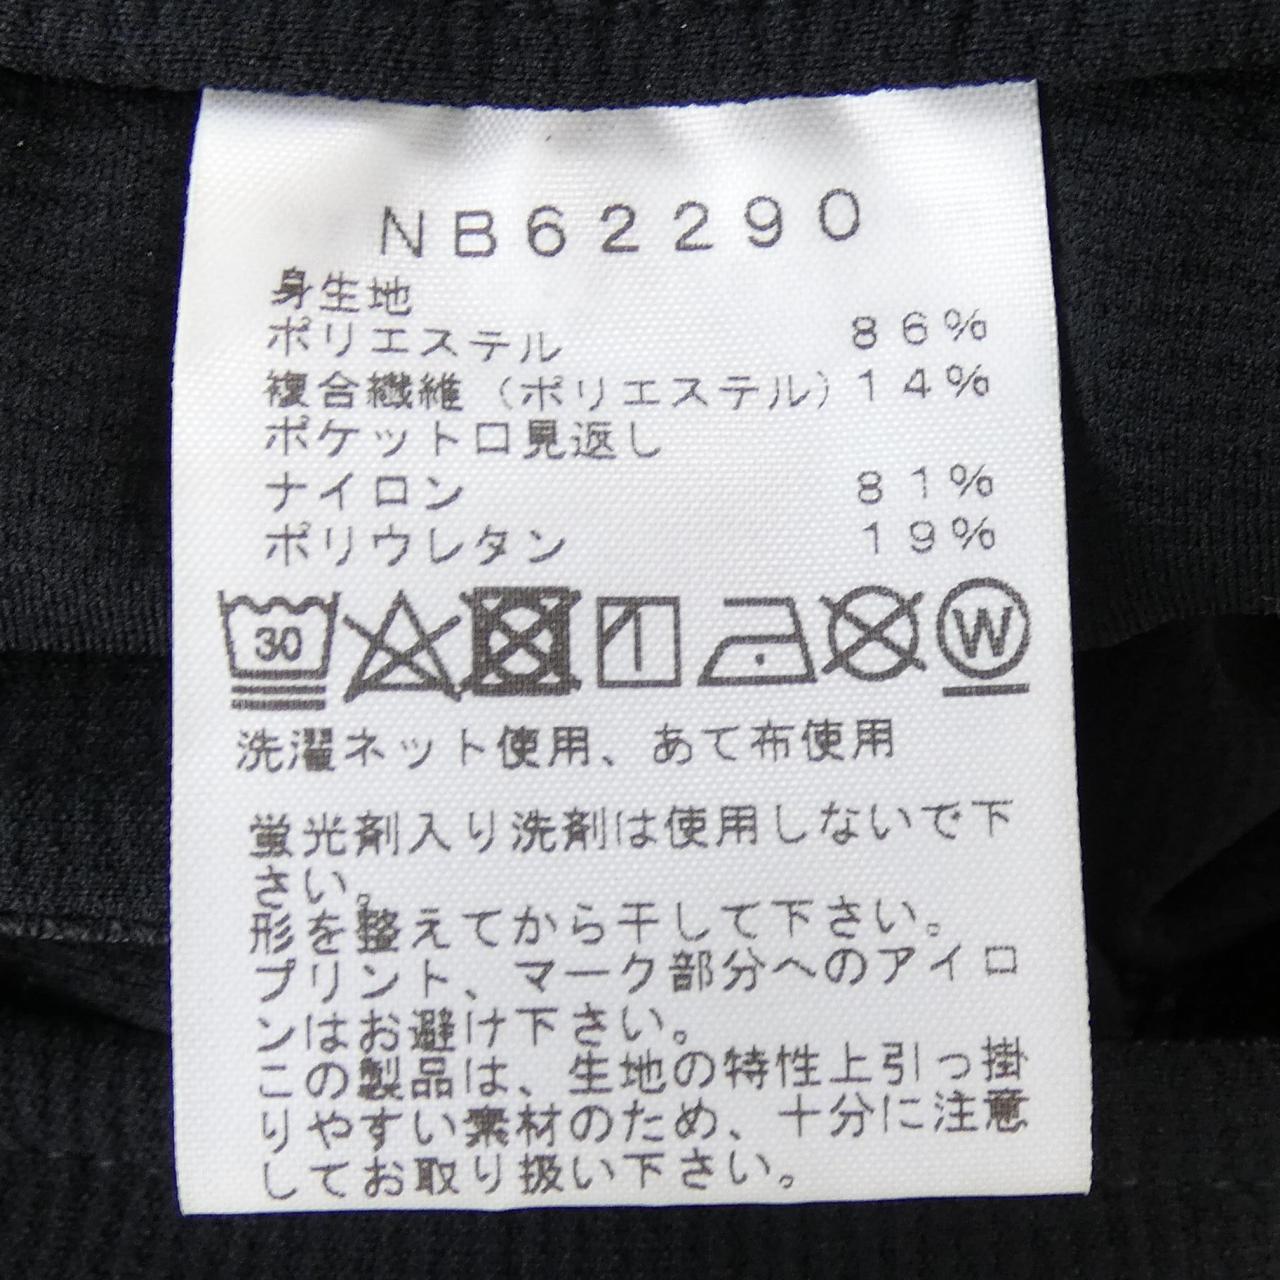 NB62290
身生地
ポリエステル 86%
複合繊維(ポリエステル)14%
ポケット口見返し
ナイロン 81%
ポリウレタン 19%
30 W
洗濯ネット使用、あて布使用
蛍光剤入り洗剤は使用しないで下
さい。
形を整えてから干して下さい。
プリント、マーク部分へのアイロ
ンはお避け下さい。
この製品は、生地の特性上引っ掛
りやすい素材のため、十分に注意
してお取り扱い下さい。